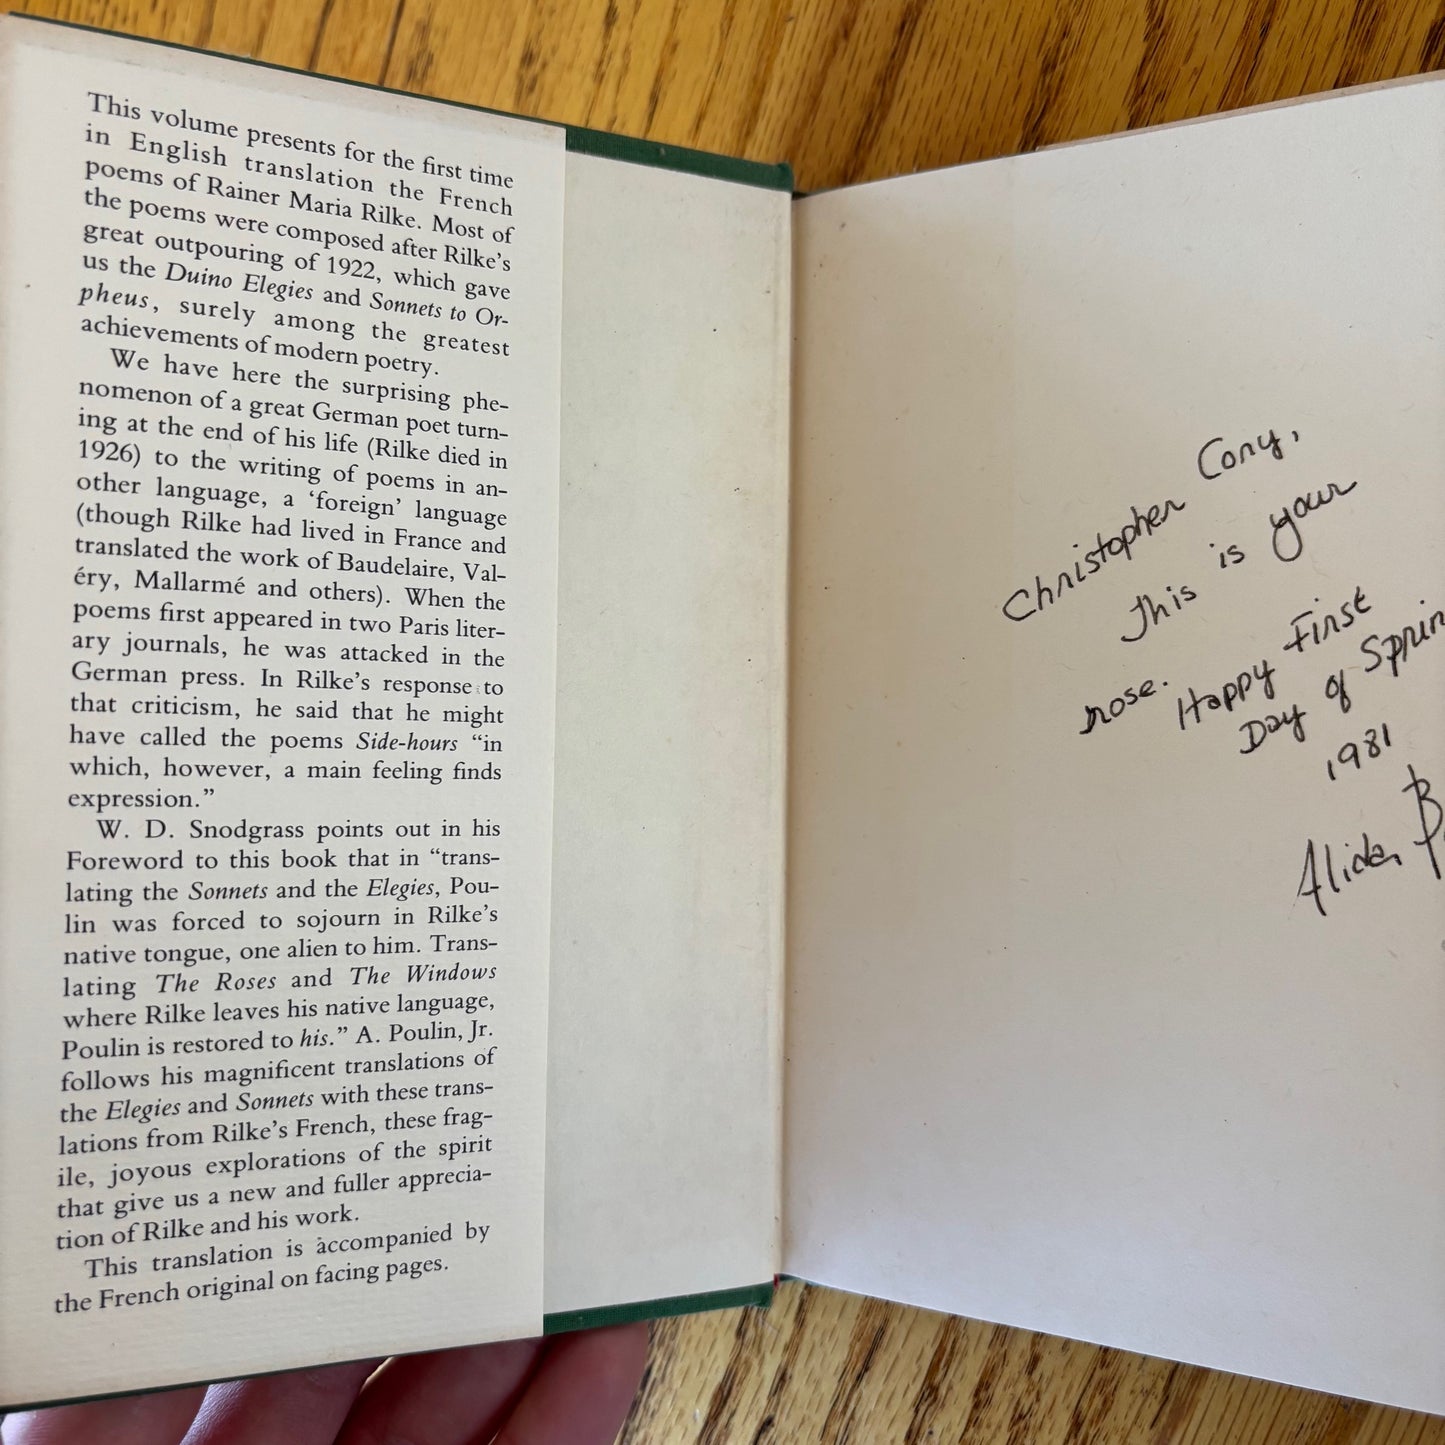 This volume presents for the first time
in English translation the French
poems of Rainer Maria Rilke. Most of
the poems were composed after Rilke's
great outpouring of 1922, which gave
us the Duino Elegies and Sonnets to Or-
pheus, surely among the greatest
achievements of modern poetry.
We have here the surprising phe-
nomenon of a great German poet turn-
ing at the end of his life (Rilke died in
1926) to the writing of poems in an-
other language, a 'foreign' language
(though Rilke had lived in France and
translated the work of Baudelaire, Val-
éry, Mallarmé and others). When the
poems first appeared in two Paris liter-
ary journals, he was attacked in the
German press. In Rilke's response to
that criticism, he said that he might
have called the poems Side-hours "in
which, however, a main feeling finds
expression."
W. D. Snodgrass points out in his
Foreword to this book that in "trans-
lating the Sonnets and the Elegies, Pou-
lin was forced to sojourn in Rilke's
native tongue, one alien to him. Trans-
lating The Roses and The Windows
where Rilke leaves his native language,
Poulin is restored to his." A. Poulin, Jr.
follows his magnificent translations of
the Elegies and Sonnets with these trans-
lations from Rilke's French, these frag-
ile, joyous explorations of the spirit
that give us a new and fuller apprecia-
tion of Rilke and his work.
This translation is accompanied by
the French original on facing pages.
Christopher Cory,
This is your
rose.
Happy First
Day of Sprin
1981
Alida B